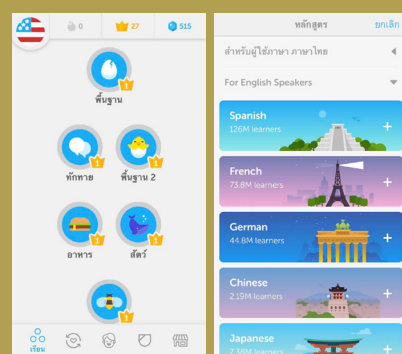 0
27
515
1
พื้นฐาน
1
1
ทักทาย
พื้นฐาน 2
1
1
อาหาร
สัตว์
1
เรียน
หลักสูตร
ยกเลิก
สำหรับผู้ใช้ภาษา ภาษาไทย
For English Speakers
Spanish
126M learners
French
73.8M learners
German
44.8M learners
Chinese
2.19M learners
Japanese
learners